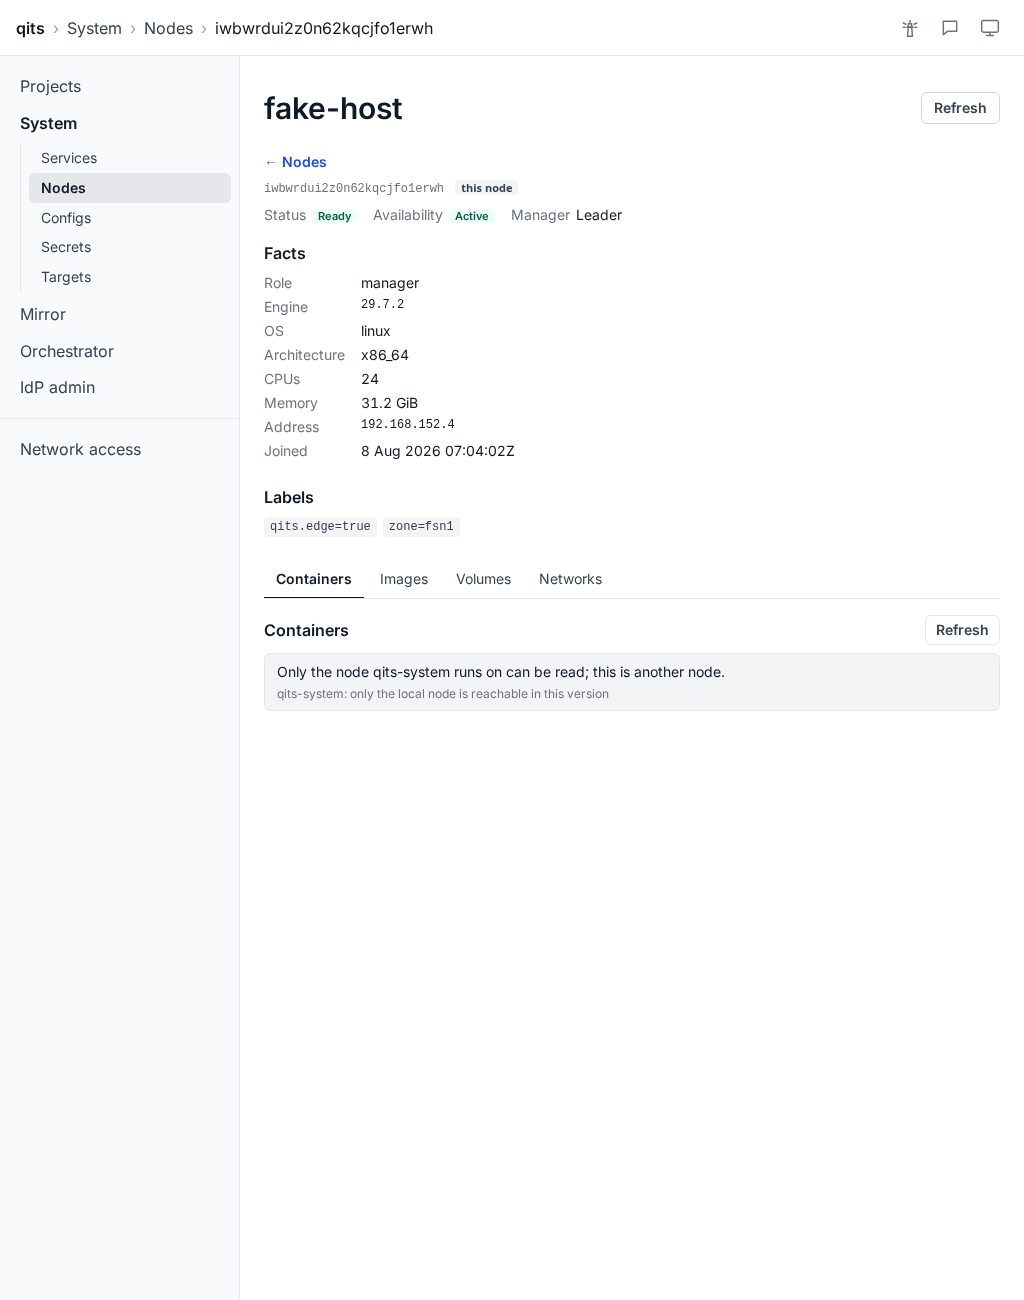 qits › System › Nodes › iwbwrdui2z0n62kqcjfo1erwh
Projects
System
Services
Nodes
Configs
Secrets
Targets
Mirror
Orchestrator
IdP admin
Network access
fake-host
Refresh
← Nodes
iwbwrdui2z0n62kqcjfo1erwh this node
Status Ready Availability Active Manager Leader
Facts
Role manager
Engine 29.7.2
OS linux
Architecture x86_64
CPUs 24
Memory 31.2 GiB
Address 192.168.152.4
Joined 8 Aug 2026 07:04:02Z
Labels
qits.edge=true zone=fsn1
Containers Images Volumes Networks
Containers
Refresh
Only the node qits-system runs on can be read; this is another node.
qits-system: only the local node is reachable in this version